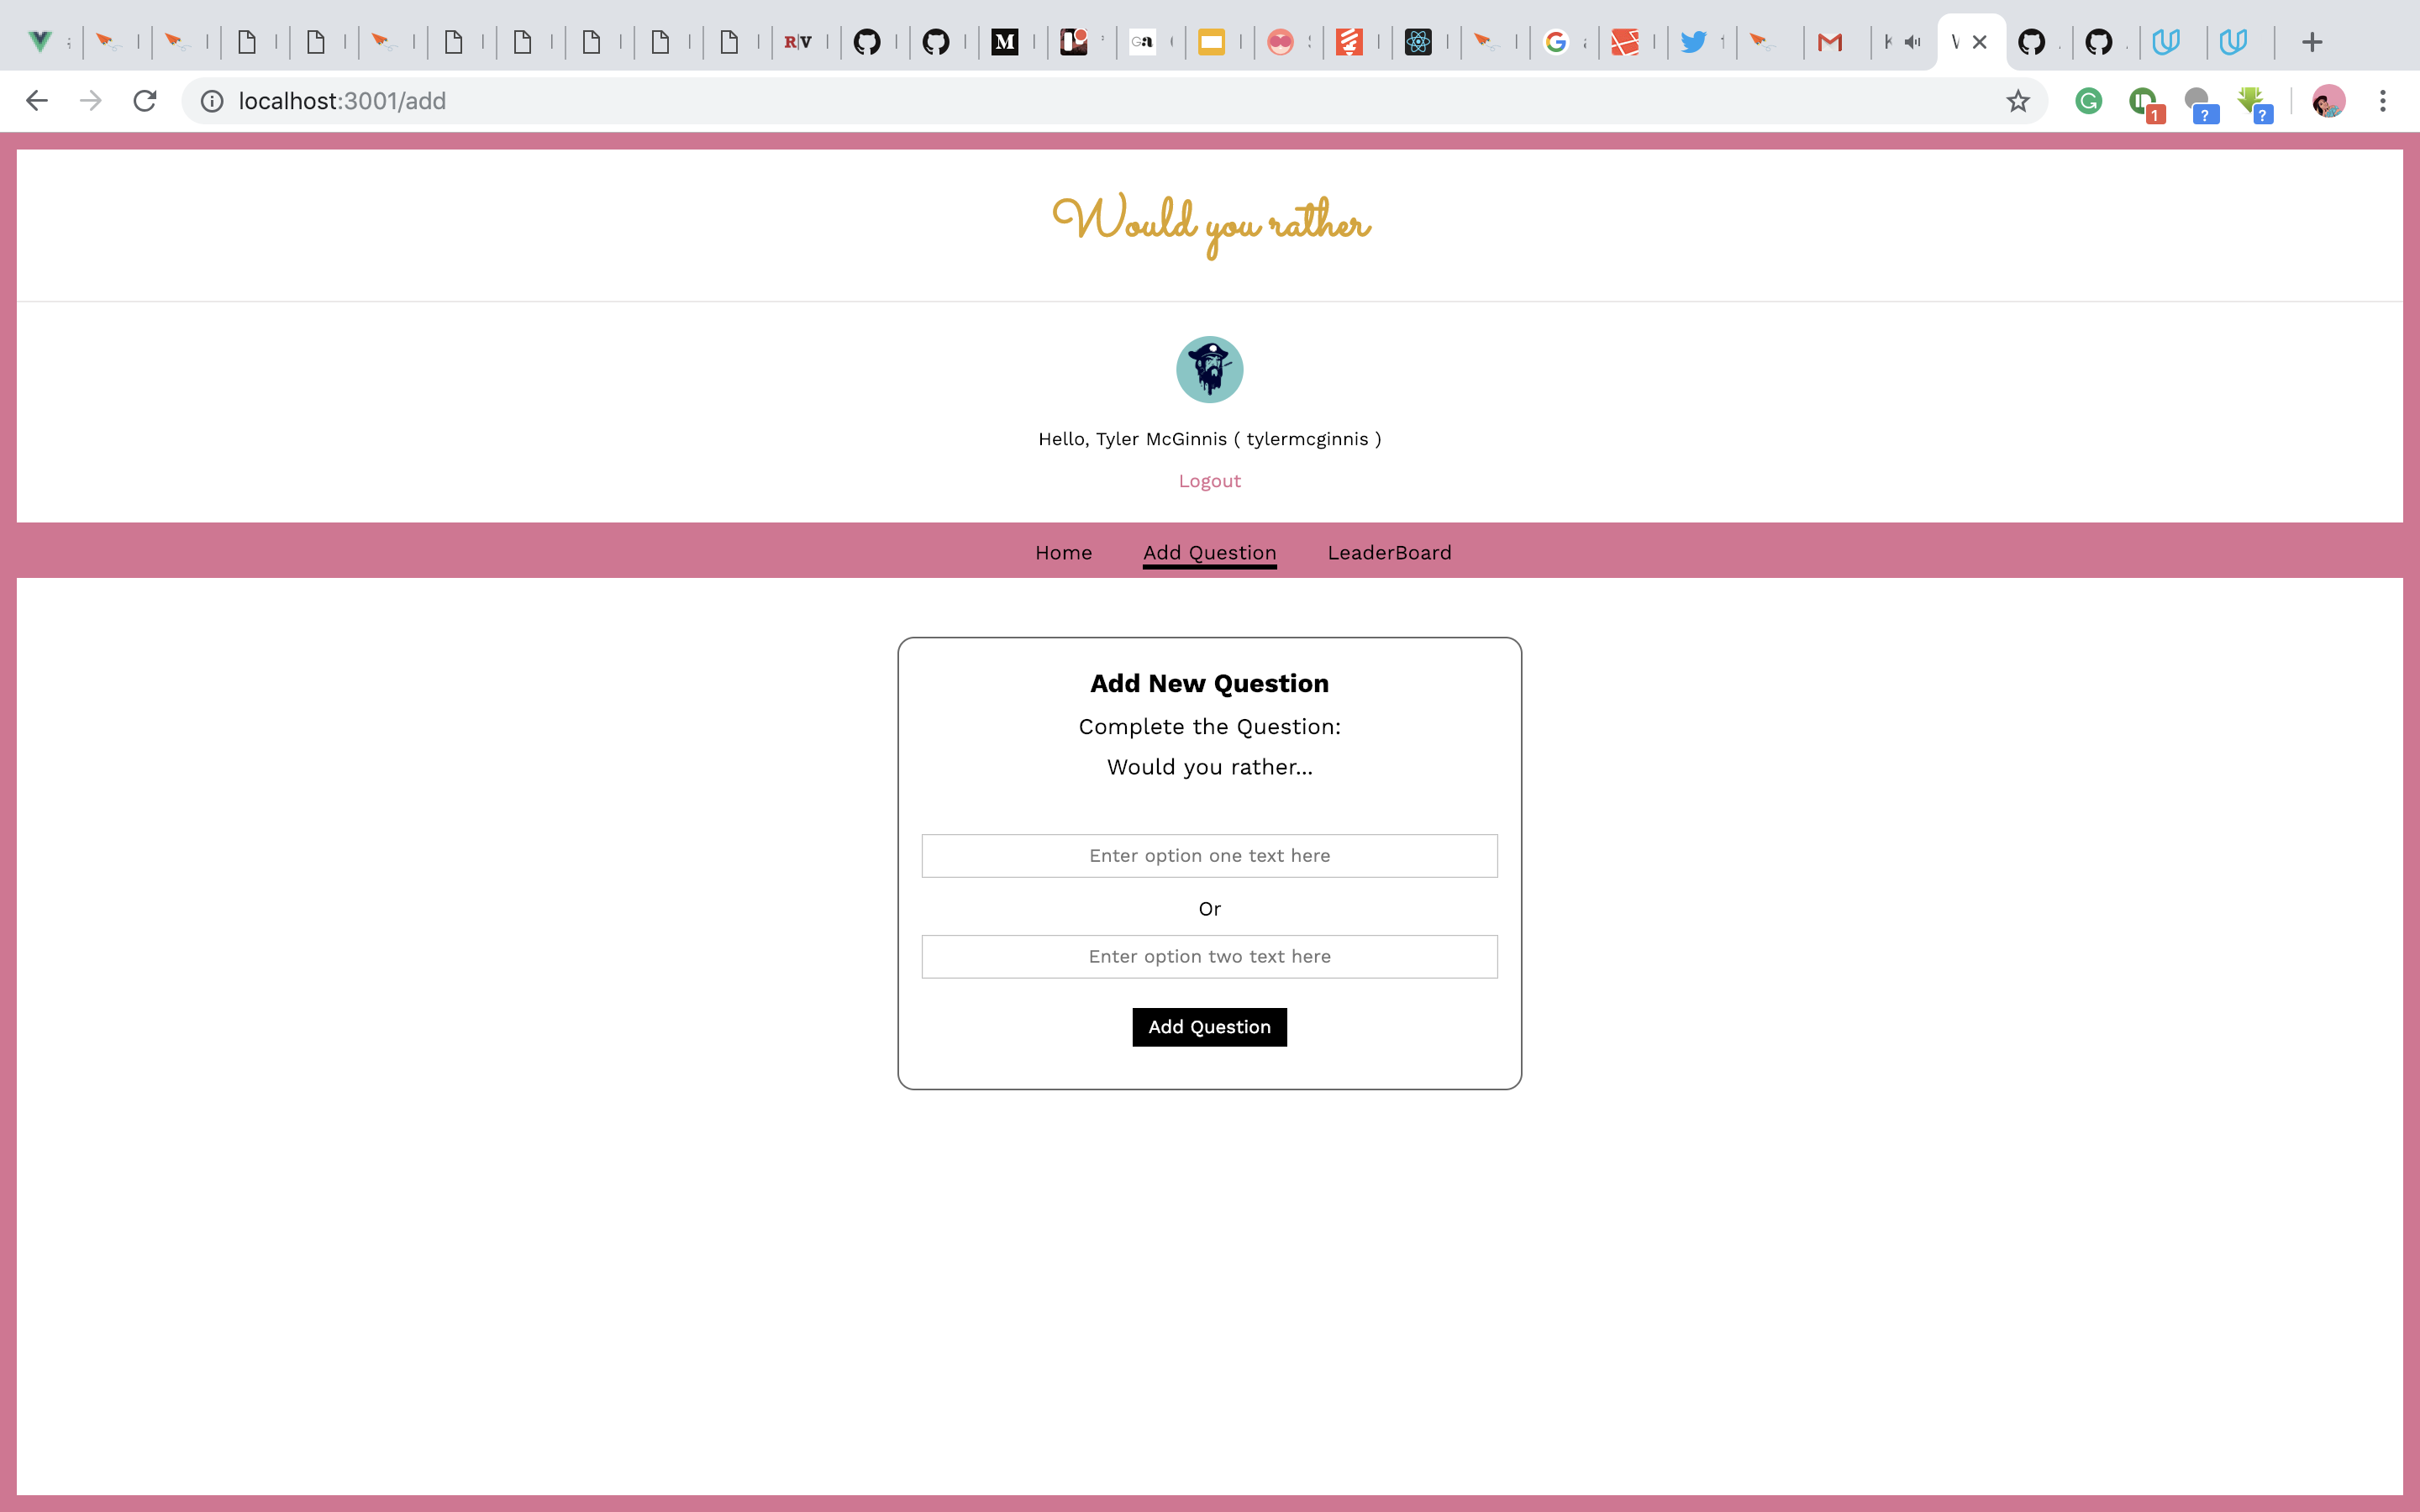 localhost:3001/add
1
?
?
Would you rather
Hello, Tyler McGinnis ( tylermcginnis )
Logout
Home Add Question LeaderBoard
Add New Question
Complete the Question:
Would you rather...
Enter option one text here
Or
Enter option two text here
Add Question